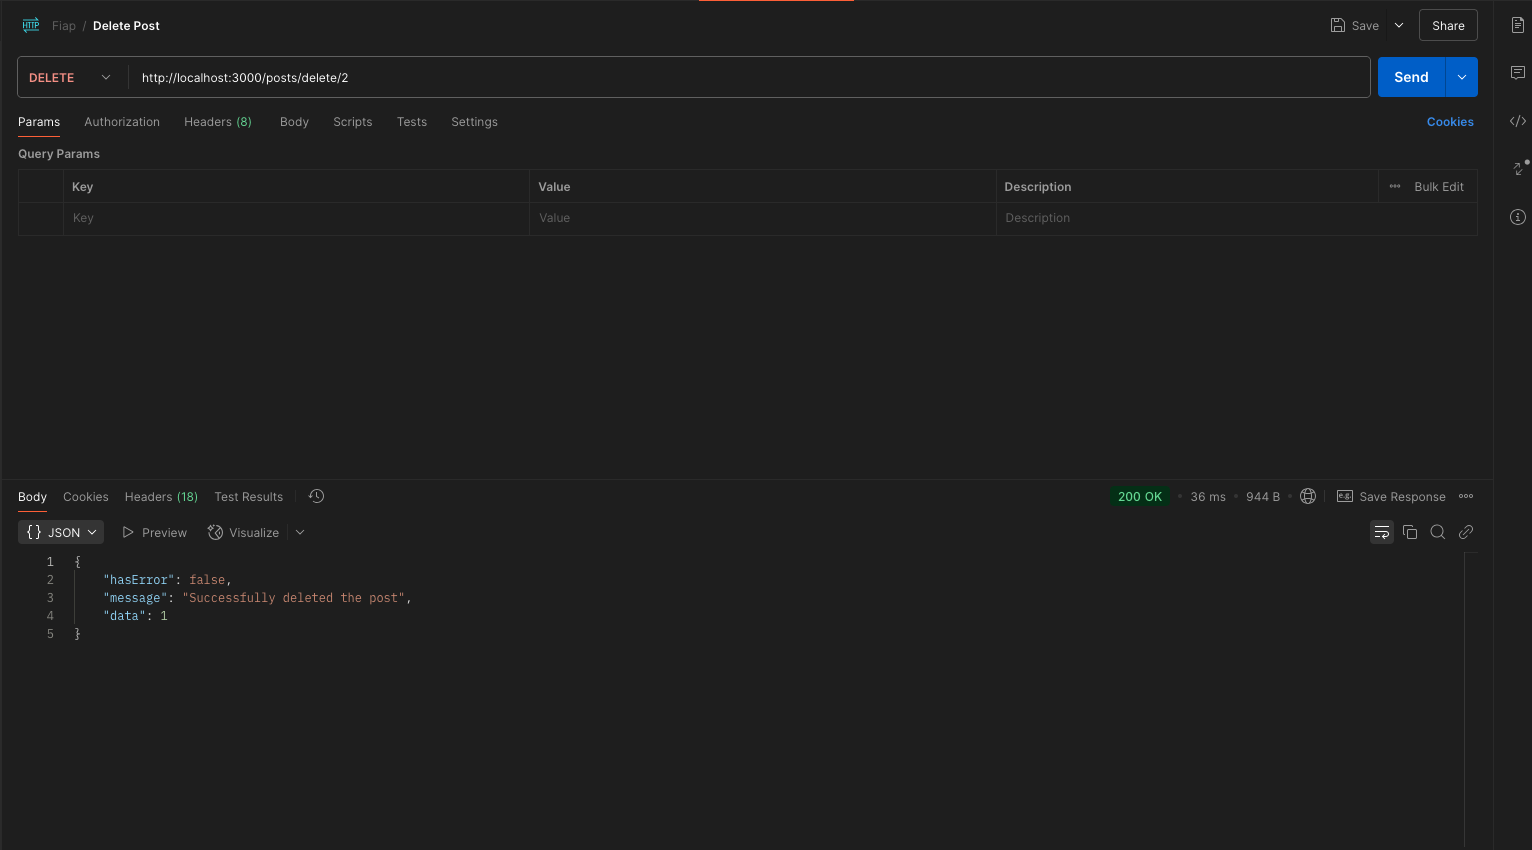 HTTP Fiap / Delete Post Save Share
DELETE http://localhost:3000/posts/delete/2 Send
Params Authorization Headers (8) Body Scripts Tests Settings Cookies
Query Params
Key Value Description Bulk Edit
Key Value Description
Body Cookies Headers (18) Test Results 200 OK 36 ms 944 B e.g. Save Response
{} JSON Preview Visualize
1 {
2 "hasError": false,
3 "message": "Successfully deleted the post",
4 "data": 1
5 }